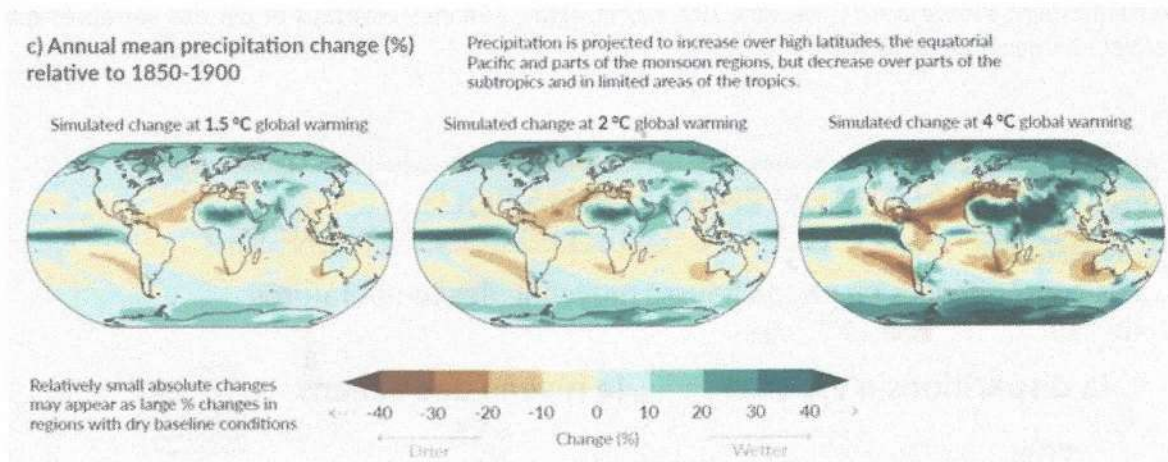 c) Annual mean precipitation change (%)
relative to 1850-1900
Precipitation is projected to increase over high latitudes, the equatorial
Pacific and parts of the monsoon regions, but decrease over parts of the
subtropics and in limited areas of the tropics.
Simulated change at 1.5 °C global warming
Simulated change at 2 °C global warming
Simulated change at 4 °C global warming
Relatively small absolute changes
may appear as large % changes in
regions with dry baseline conditions
-40 -30 -20 -10 0 10 20 30 40
Change (%)
Drier
Wetter